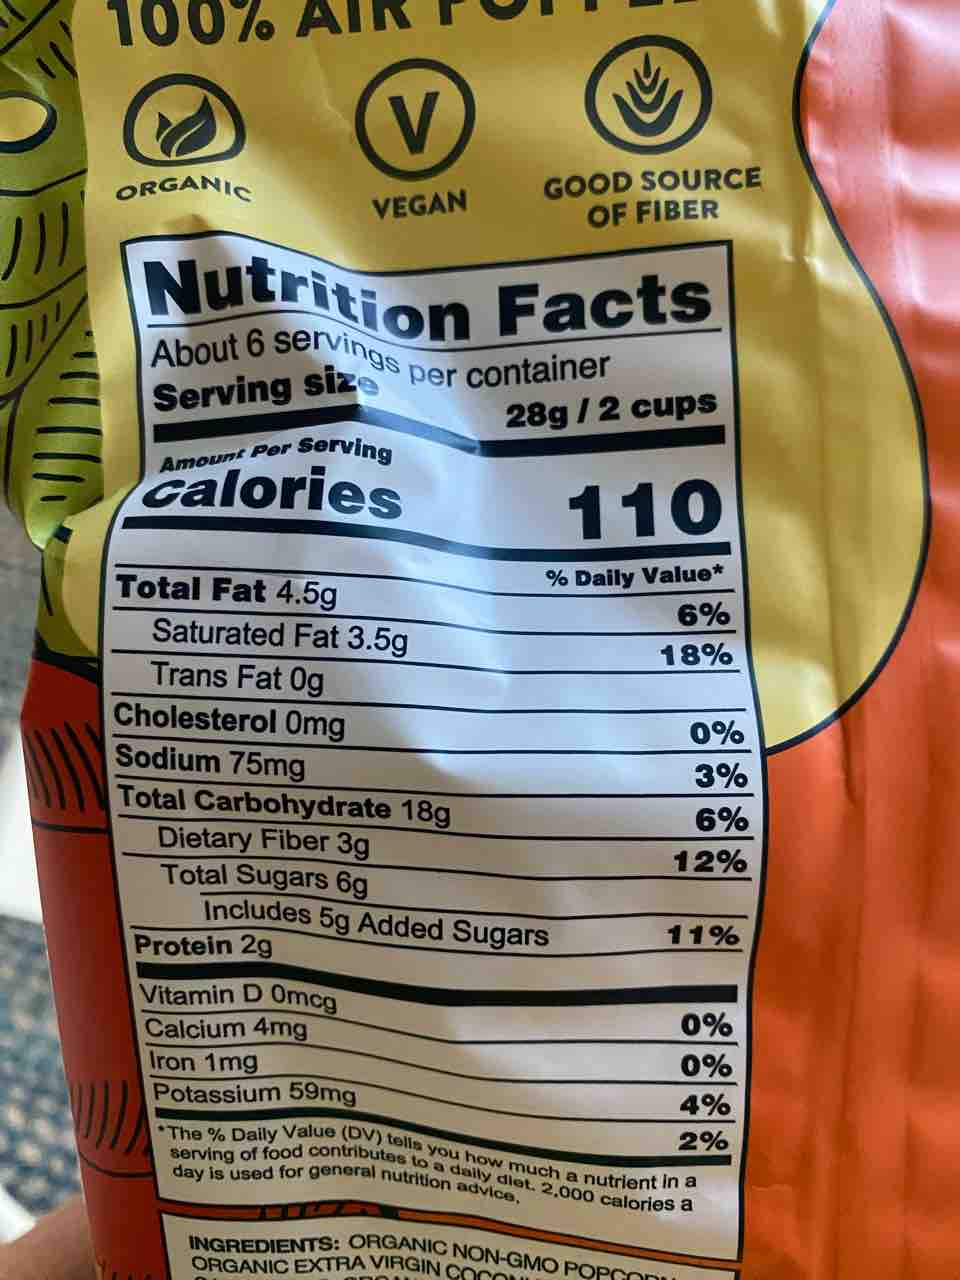 100% AIR
ORGANIC
V
VEGAN
GOOD SOURCE
OF FIBER
Nutrition Facts
About 6 servings per container
Serving size 28g / 2 cups
Amount Per Serving
Calories 110
% Daily Value*
Total Fat 4.5g 6%
Saturated Fat 3.5g 18%
Trans Fat 0g
Cholesterol 0mg 0%
Sodium 75mg 3%
Total Carbohydrate 18g 6%
Dietary Fiber 3g 12%
Total Sugars 6g
Includes 5g Added Sugars 11%
Protein 2g
Vitamin D 0mcg 0%
Calcium 4mg 0%
Iron 1mg 4%
Potassium 59mg 2%
*The % Daily Value (DV) tells you how much a nutrient in a
serving of food contributes to a daily diet. 2,000 calories a
day is used for general nutrition advice.
INGREDIENTS: ORGANIC NON-GMO POPCORN
ORGANIC EXTRA VIRGIN